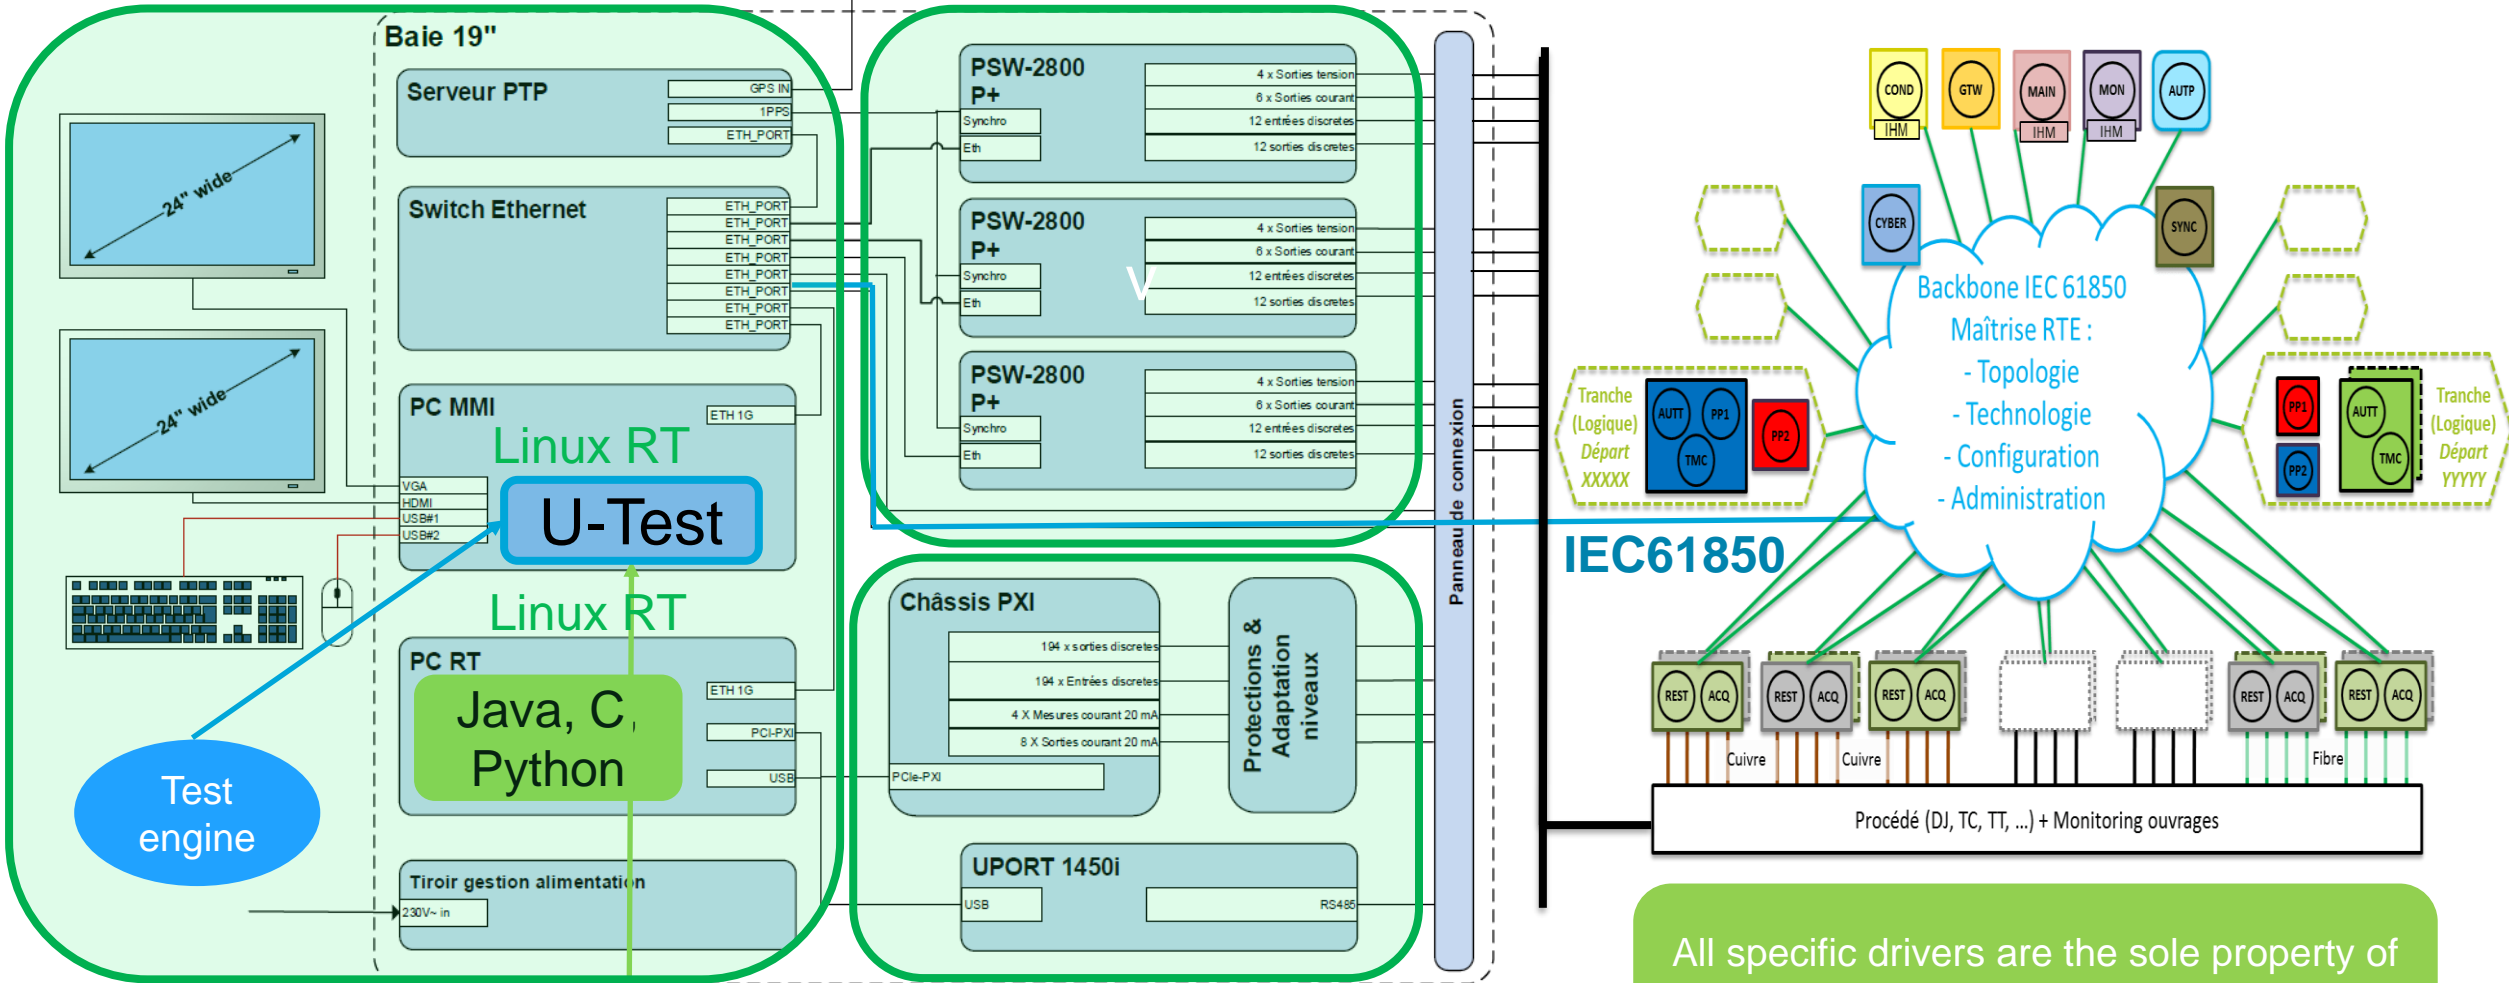 Baie 19"
Serveur PTP
GPS IN
1PPS
ETH_PORT
24" wide
Switch Ethernet
ETH_PORT
ETH_PORT
ETH_PORT
ETH_PORT
ETH_PORT
ETH_PORT
ETH_PORT
ETH_PORT
24" wide
PC MMI
ETH 1G
Linux RT
VGA
HDMI
USB#1
USB#2
U-Test
Linux RT
PC RT
ETH 1G
Java, C,
Python
PCI-PXI
USB
Test
engine
Tiroir gestion alimentation
230V~ in
PSW-2800
P+
Synchro
Eth
4 x Sorties tension
6 x Sorties courant
12 entrées discretes
12 sorties discretes
PSW-2800
P+
Synchro
Eth
4 x Sorties tension
6 x Sorties courant
12 entrées discretes
12 sorties discretes
V
PSW-2800
P+
Synchro
Eth
4 x Sorties tension
6 x Sorties courant
12 entrées discretes
12 sorties discretes
Châssis PXI
194 x sorties discretes
194 x Entrées discretes
4 X Mesures courant 20 mA
8 X Sorties courant 20 mA
PCIe-PXI
Protections &
Adaptation
niveaux
UPORT 1450i
USB
RS485
Panneau de connexion
IEC61850
COND
IHM
GTW
MAIN
IHM
MON
IHM
AUTP
CYBER
SYNC
Backbone IEC 61850
Maîtrise RTE :
- Topologie
- Technologie
- Configuration
- Administration
Tranche
(Logique)
Départ
XXXXX
AUTT
PP1
TMC
PP2
PP1
PP2
AUTT
TMC
Tranche
(Logique)
Départ
YYYYY
REST ACQ
REST ACQ
REST ACQ
REST ACQ
REST ACQ
Cuivre
Cuivre
Fibre
Procédé (DJ, TC, TT, ...) + Monitoring ouvrages
All specific drivers are the sole property of